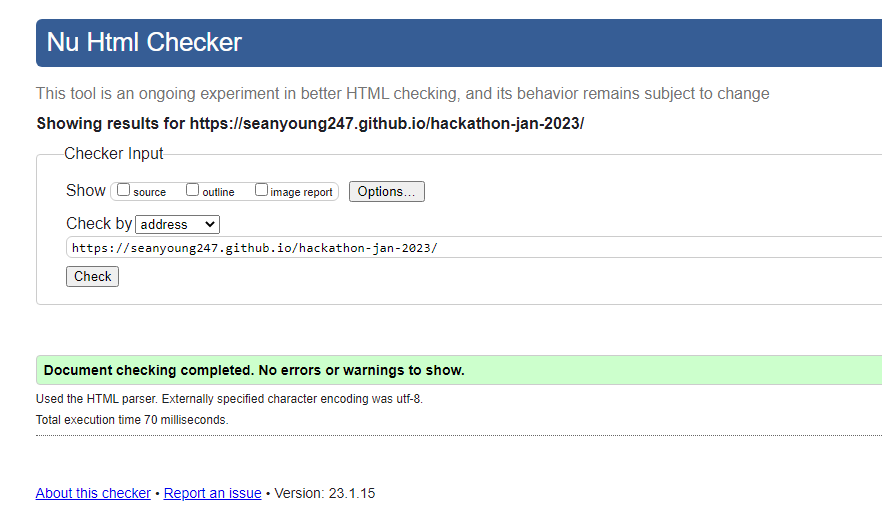 Nu Html Checker
This tool is an ongoing experiment in better HTML checking, and its behavior remains subject to change
Showing results for https://seanyoung247.github.io/hackathon-jan-2023/
Checker Input
Show source outline image report Options...
Check by address
https://seanyoung247.github.io/hackathon-jan-2023/
Check
Document checking completed. No errors or warnings to show.
Used the HTML parser. Externally specified character encoding was utf-8.
Total execution time 70 milliseconds.
About this checker • Report an issue • Version: 23.1.15